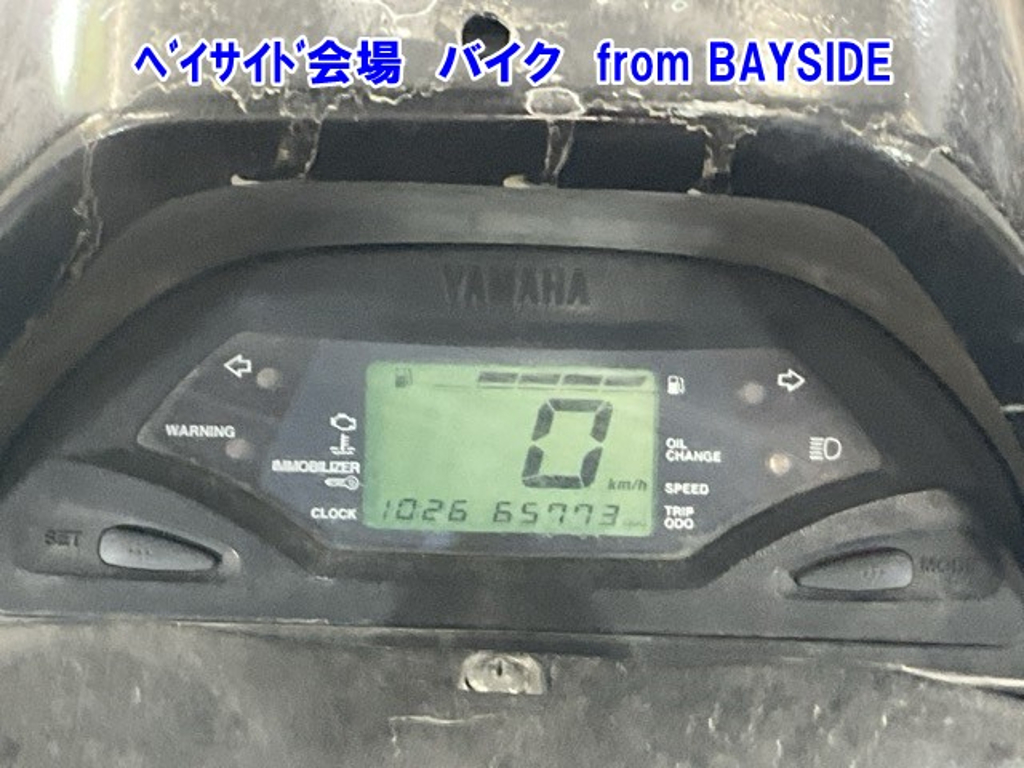 ﾍﾞｲｻｲﾄﾞ会場 バイク from BAYSIDE
YAMAHA
WARNING
IMMOBILIZER
CLOCK
0
km/h
1026 65773
OIL
CHANGE
SPEED
TRIP
ODO
SET
MODE